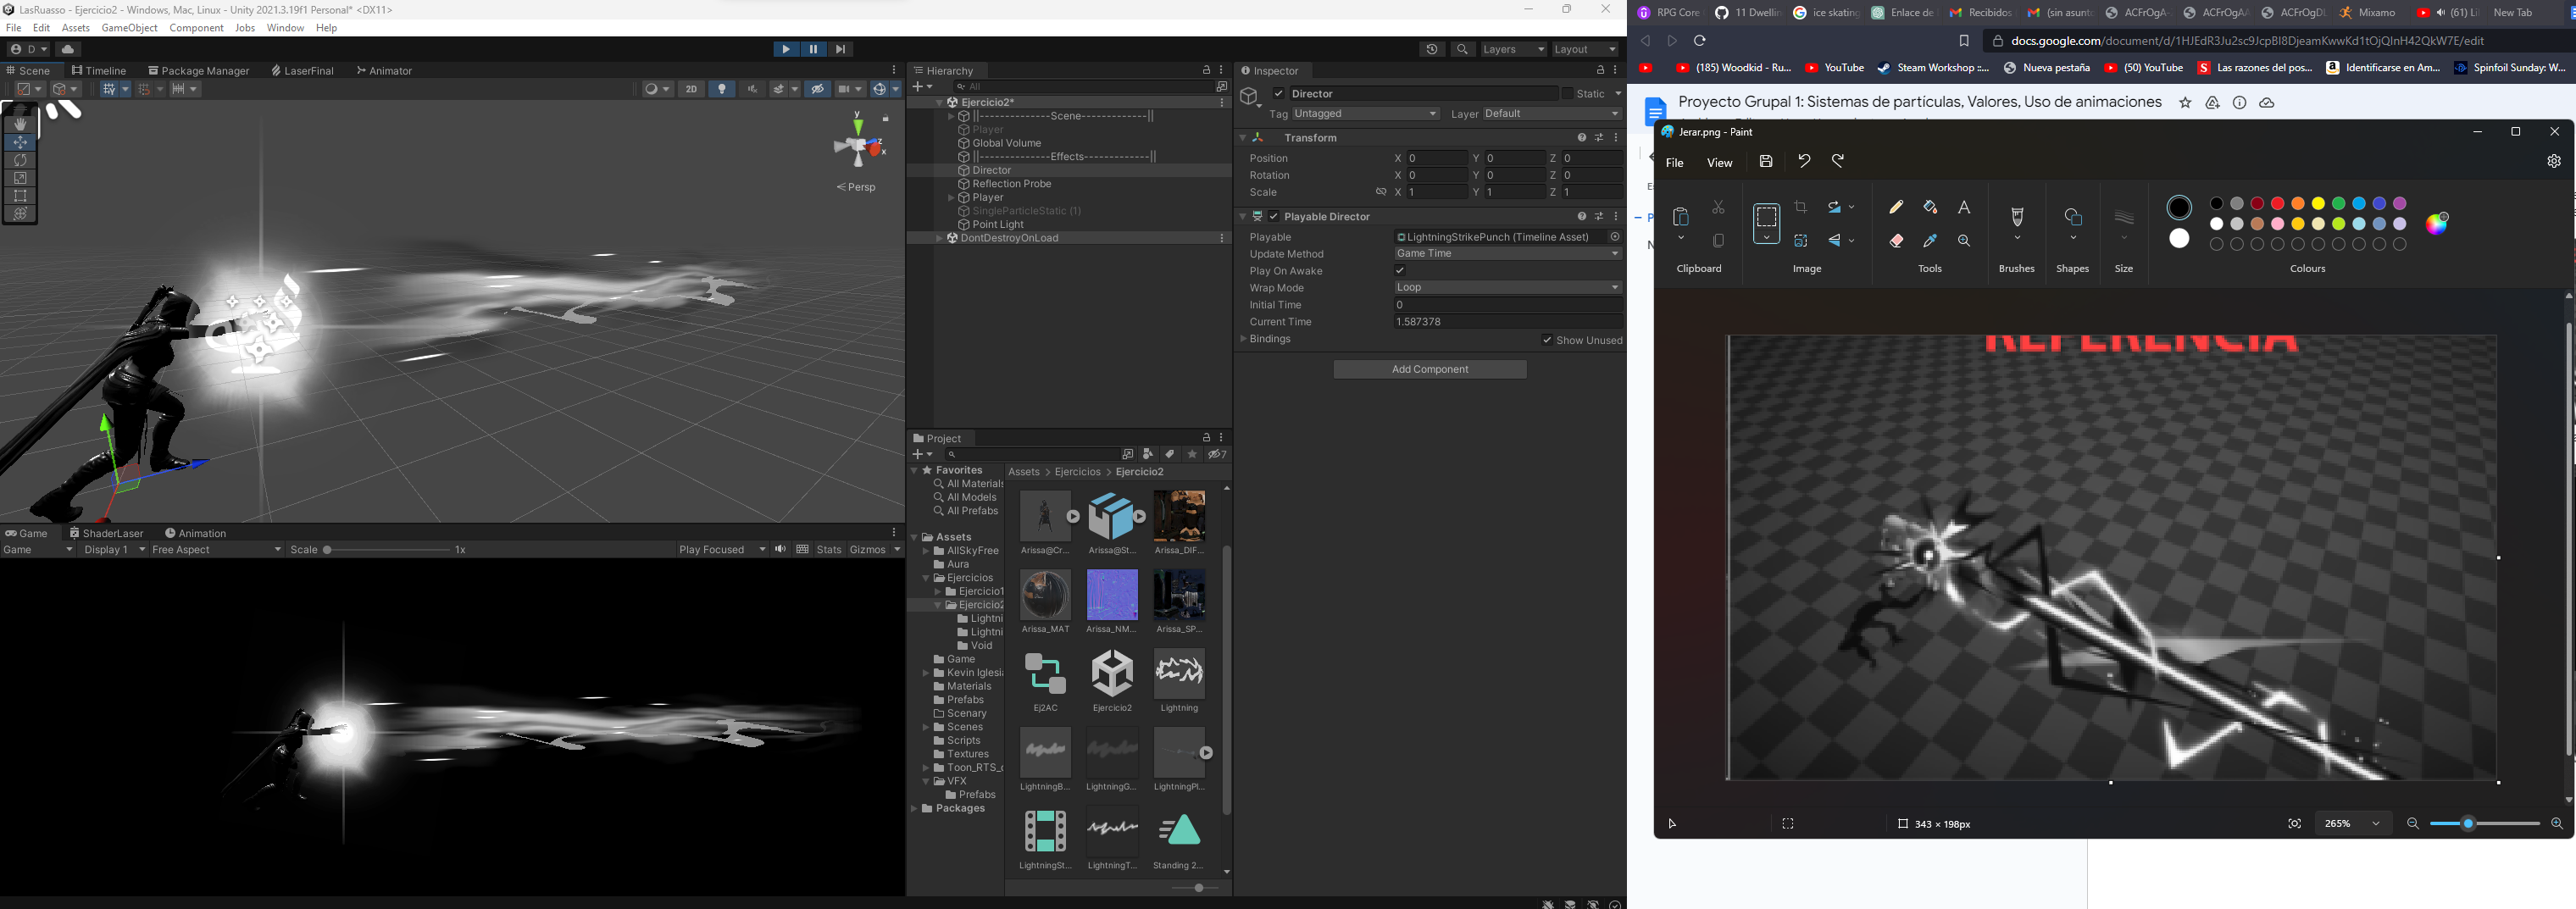 LasRuasso - Ejercicio2 - Windows, Mac, Linux - Unity 2021.3.19f1 Personal* <DX11>
File Edit Assets GameObject Component Jobs Window Help
D Layers Layout
Scene Timeline Package Manager LaserFinal Animator
2D
y
z
x
Persp
Game ShaderLaser Animation
Game Display 1 Free Aspect Scale 1x Play Focused Stats Gizmos
Hierarchy
All
Ejercicio2*
||--------------Scene-------------||
Player
Global Volume
||--------------Effects-------------||
Director
Reflection Probe
Player
SingleParticleStatic (1)
Point Light
DontDestroyOnLoad
Project
7
Favorites
All Materials
All Models
All Prefabs
Assets
AllSkyFree
Aura
Ejercicios
Ejercicio1
Ejercicio2
Lightni
Lightni
Void
Game
Kevin Iglesia
Materials
Prefabs
Scenary
Scenes
Scripts
Textures
Toon_RTS_d
VFX
Prefabs
Packages
Assets > Ejercicios > Ejercicio2
Arissa@Cr... Arissa@St... Arissa_DIF...
Arissa_MAT Arissa_NM... Arissa_SP...
Ej2AC Ejercicio2 Lightning
LightningB... LightningG... LightningPl...
LightningSt... LightningT... Standing 2...
Inspector
Director Static
Tag Untagged Layer Default
Transform
Position X 0 Y 0 Z 0
Rotation X 0 Y 0 Z 0
Scale X 1 Y 1 Z 1
Playable Director
Playable LightningStrikePunch (Timeline Asset)
Update Method Game Time
Play On Awake
Wrap Mode Loop
Initial Time 0
Current Time 1.587378
Bindings Show Unused
Add Component
RPG Core 11 Dwellin ice skating Enlace de Recibidos (sin asunt ACFrOgA- ACFrOgAA ACFrOgDL Mixamo (61) Li New Tab
docs.google.com/document/d/1HJEdR3Ju2sc9JcpBI8DjeamKwwKd1tOjQInH42QkW7E/edit
(185) Woodkid - Ru... YouTube Steam Workshop ::... Nueva pestaña (50) YouTube Las razones del pos... Identificarse en Am... Spinfoil Sunday: W...
Proyecto Grupal 1: Sistemas de partículas, Valores, Uso de animaciones
Jerar.png - Paint
File View
Clipboard Image Tools Brushes Shapes Size Colours
REFERENCIA
343 × 198px 265%